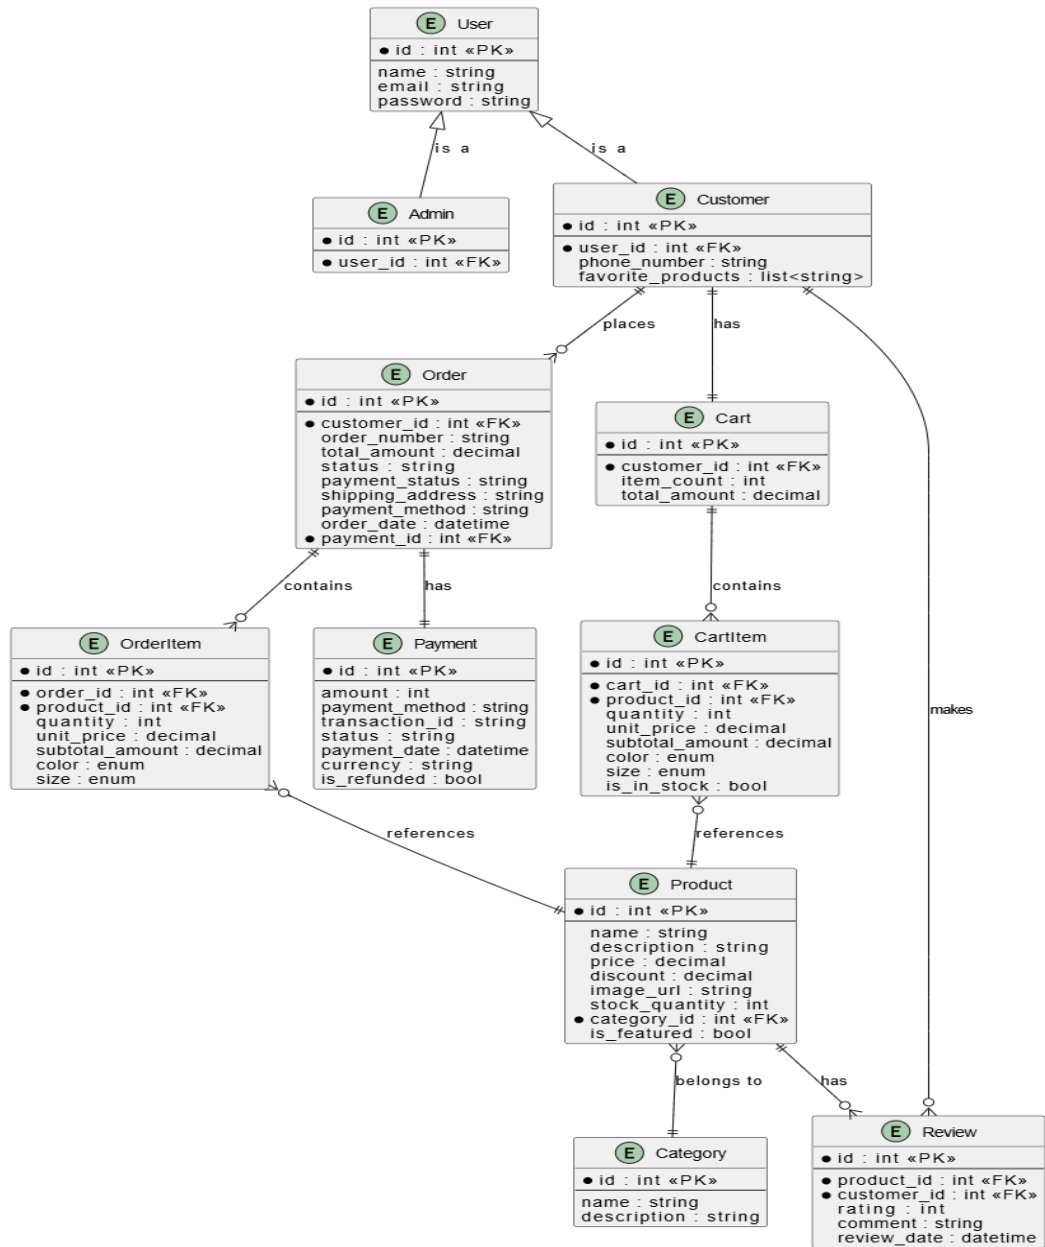 E User
id : int «PK»
name : string
email : string
password : string
is a
is a
E Admin
id : int «PK»
user_id : int «FK»
E Customer
id : int «PK»
user_id : int «FK»
phone_number : string
favorite_products : list<string>
places
has
E Order
id : int «PK»
customer_id : int «FK»
order_number : string
total_amount : decimal
status : string
payment_status : string
shipping_address : string
payment_method : string
order_date : datetime
payment_id : int «FK»
E Cart
id : int «PK»
customer_id : int «FK»
item_count : int
total_amount : decimal
contains
has
contains
E OrderItem
id : int «PK»
order_id : int «FK»
product_id : int «FK»
quantity : int
unit_price : decimal
subtotal_amount : decimal
color : enum
size : enum
E Payment
id : int «PK»
amount : int
payment_method : string
transaction_id : string
status : string
payment_date : datetime
currency : string
is_refunded : bool
E CartItem
id : int «PK»
cart_id : int «FK»
product_id : int «FK»
quantity : int
unit_price : decimal
subtotal_amount : decimal
color : enum
size : enum
is_in_stock : bool
makes
references
references
E Product
id : int «PK»
name : string
description : string
price : decimal
discount : decimal
image_url : string
stock_quantity : int
category_id : int «FK»
is_featured : bool
belongs to
has
E Category
id : int «PK»
name : string
description : string
E Review
id : int «PK»
product_id : int «FK»
customer_id : int «FK»
rating : int
comment : string
review_date : datetime